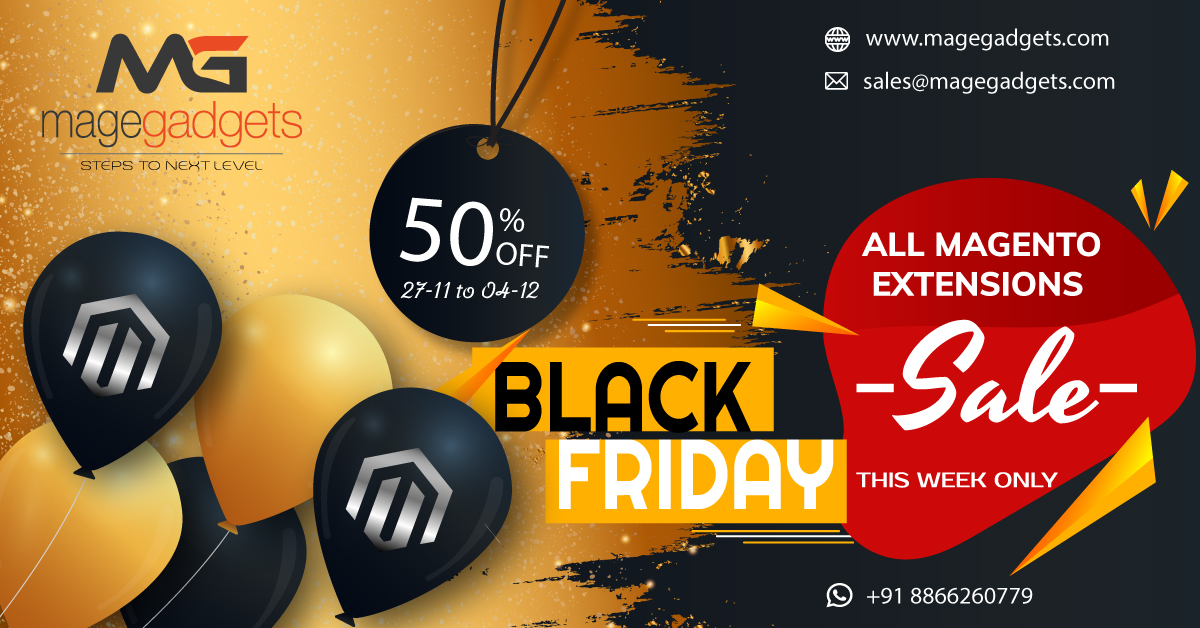 MG
magegadgets
STEPS TO NEXT LEVEL
www.magegadgets.com
sales@magegadgets.com
50% OFF
27-11 to 04-12
BLACK
FRIDAY
ALL MAGENTO
EXTENSIONS
-Sale-
THIS WEEK ONLY
+91 8866260779